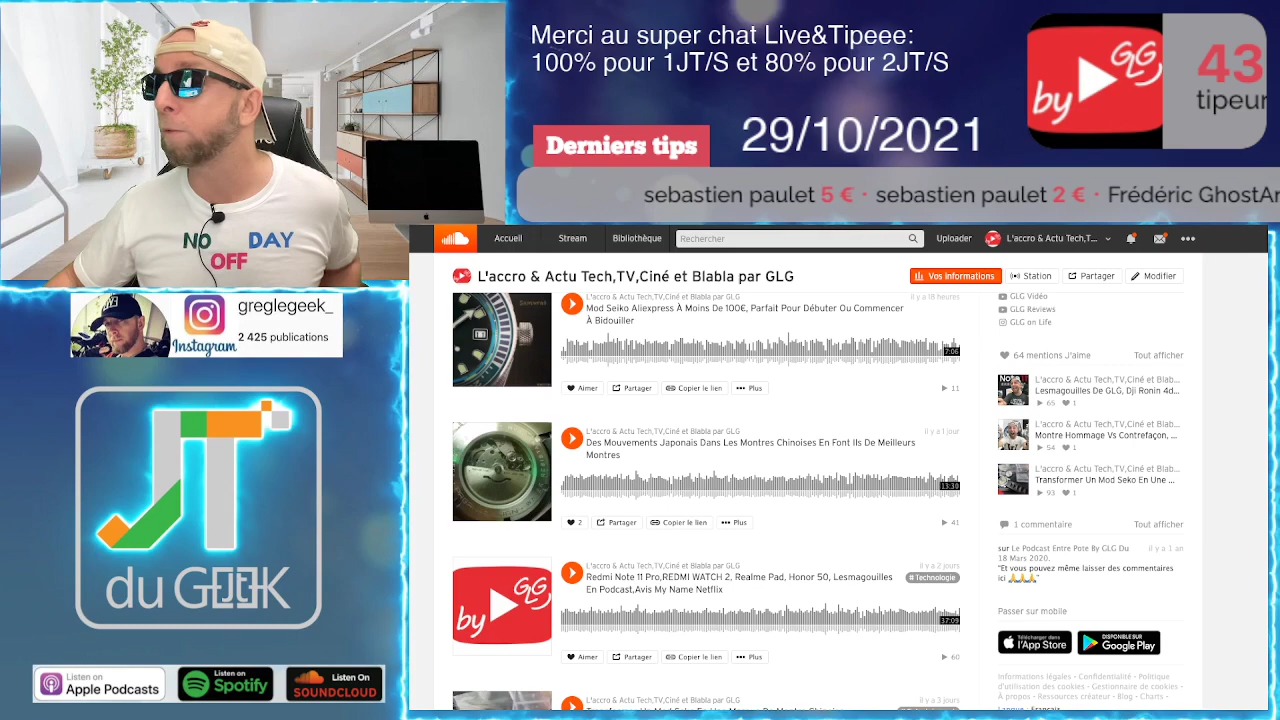 Merci au super chat Live&Tipeee:
100% pour 1JT/S et 80% pour 2JT/S
by GLG
43
tipeur
Derniers tips
29/10/2021
sebastien paulet 5 € · sebastien paulet 2 € · Frédéric GhostAr
NO DAY
OFF
greglegeek_
2 425 publications
Instagram
JT
du GEEK
Listen on
Apple Podcasts
Listen on
Spotify
Listen On
SOUNDCLOUD
Accueil Stream Bibliothèque Rechercher Uploader L'accro & Actu Tech,T...
L'accro & Actu Tech,TV,Ciné et Blabla par GLG
Vos informations Station Partager Modifier
L'accro & Actu Tech,TV,Ciné et Blabla par GLG il y a 18 heures
Mod Seiko Aliexpress À Moins De 100€, Parfait Pour Débuter Ou Commencer
À Bidouiller
7:06
Aimer Partager Copier le lien Plus 11
L'accro & Actu Tech,TV,Ciné et Blabla par GLG il y a 1 jour
Des Mouvements Japonais Dans Les Montres Chinoises En Font Ils De Meilleurs
Montres
13:30
2 Partager Copier le lien Plus 41
L'accro & Actu Tech,TV,Ciné et Blabla par GLG il y a 2 jours
Redmi Note 11 Pro,REDMI WATCH 2, Realme Pad, Honor 50, Lesmagouilles
En Podcast,Avis My Name Netflix
# Technologie
by GLG
37:09
Aimer Partager Copier le lien Plus 60
L'accro & Actu Tech,TV,Ciné et Blabla par GLG il y a 3 jours
GLG Vidéo
GLG Reviews
GLG on Life
64 mentions J'aime Tout afficher
L'accro & Actu Tech,TV,Ciné et Blab...
Lesmagouilles De GLG, Dji Ronin 4d...
65 1
L'accro & Actu Tech,TV,Ciné et Blab...
Montre Hommage Vs Contrefaçon, ...
54 1
L'accro & Actu Tech,TV,Ciné et Blab...
Transformer Un Mod Seko En Une ...
93 1
1 commentaire Tout afficher
sur Le Podcast Entre Pote By GLG Du il y a 1 an
18 Mars 2020,
"Et vous pouvez même laisser des commentaires
ici 🙏🙏🙏"
Passer sur mobile
Télécharger dans
l'App Store
DISPONIBLE SUR
Google Play
Informations légales - Confidentialité - Politique
d'utilisation des cookies - Gestionnaire de cookies -
À propos - Ressources créateur - Blog - Charts -
Langue: Français